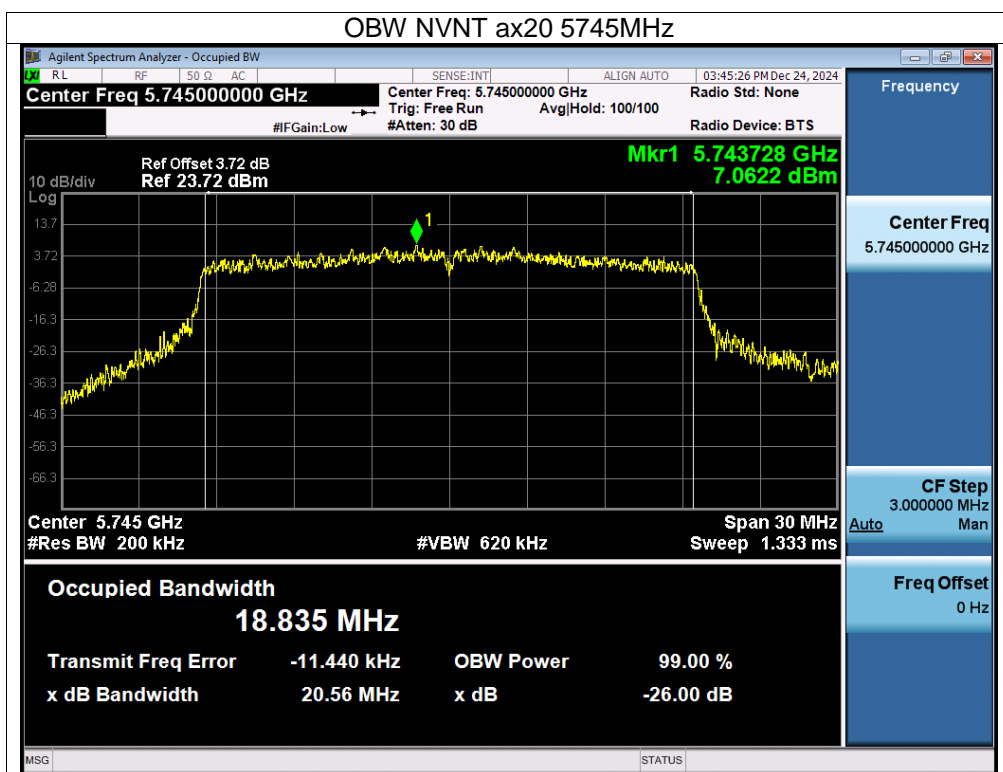 OBW NVNT ax20 5745MHz
Agilent Spectrum Analyzer - Occupied BW
LXI RL RF 50 Ω AC SENSE:INT ALIGN AUTO 03:45:26 PM Dec 24, 2024
Center Freq 5.745000000 GHz
Center Freq: 5.745000000 GHz Radio Std: None
Trig: Free Run Avg|Hold: 100/100
#IFGain:Low #Atten: 30 dB Radio Device: BTS
Mkr1 5.743728 GHz
7.0622 dBm
Ref Offset 3.72 dB
10 dB/div Ref 23.72 dBm
Log
13.7
3.72
-6.28
-16.3
-26.3
-36.3
-46.3
-56.3
-66.3
1
Center 5.745 GHz Span 30 MHz
#Res BW 200 kHz #VBW 620 kHz Sweep 1.333 ms
Occupied Bandwidth
18.835 MHz
Transmit Freq Error -11.440 kHz OBW Power 99.00 %
x dB Bandwidth 20.56 MHz x dB -26.00 dB
MSG STATUS
Frequency
Center Freq
5.745000000 GHz
CF Step
3.000000 MHz
Auto Man
Freq Offset
0 Hz